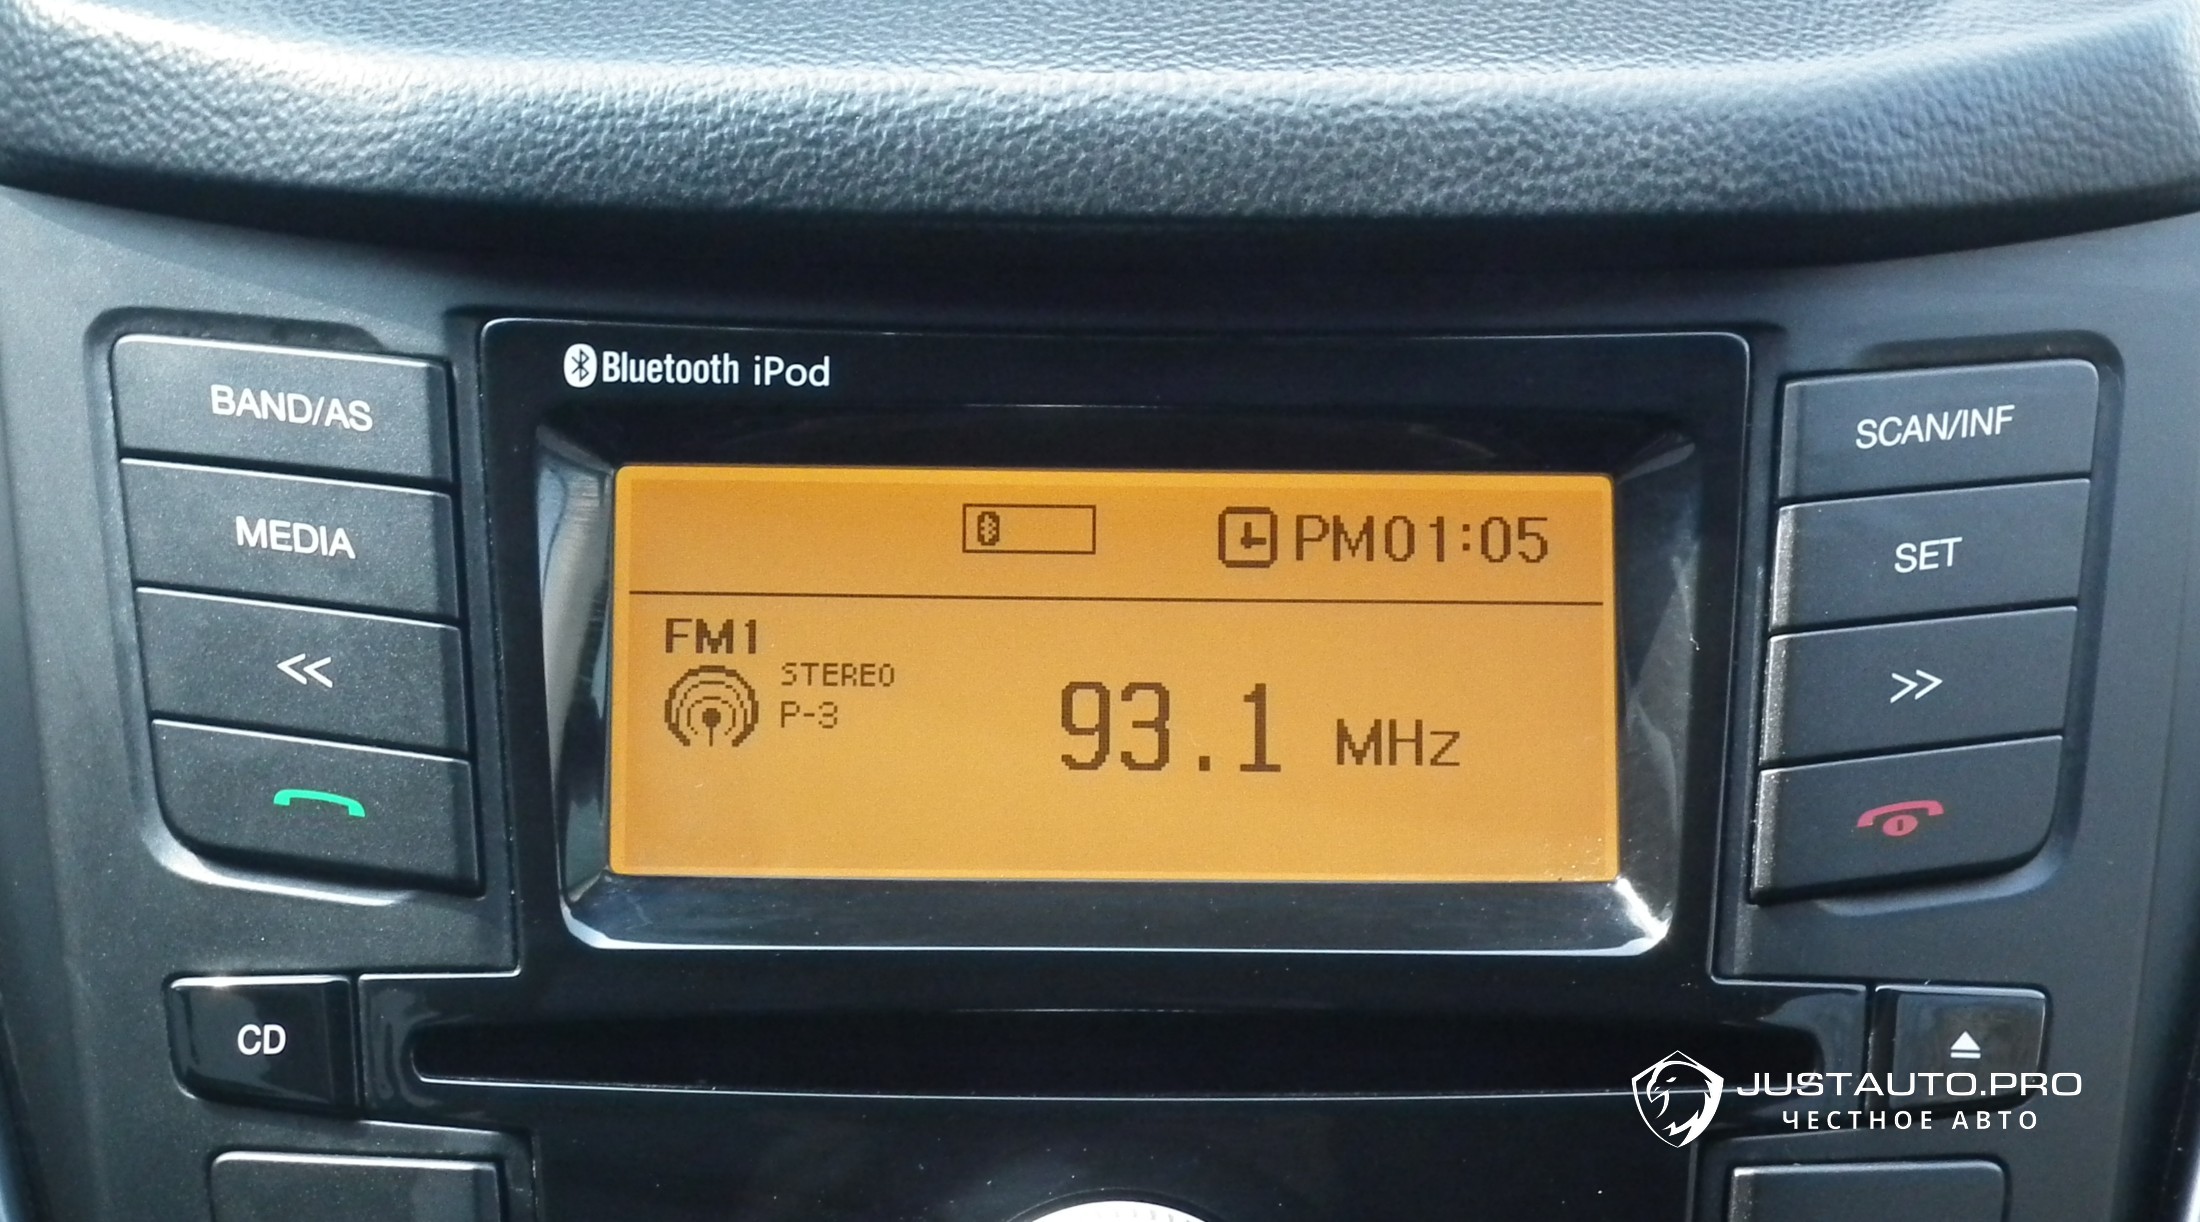 Bluetooth iPod
BAND/AS
MEDIA
<<
SCAN/INF
SET
>>
PM01:05
FM1
STEREO
P-3
93.1 MHz
CD
JUSTAUTO.PRO
ЧЕСТНОЕ АВТО